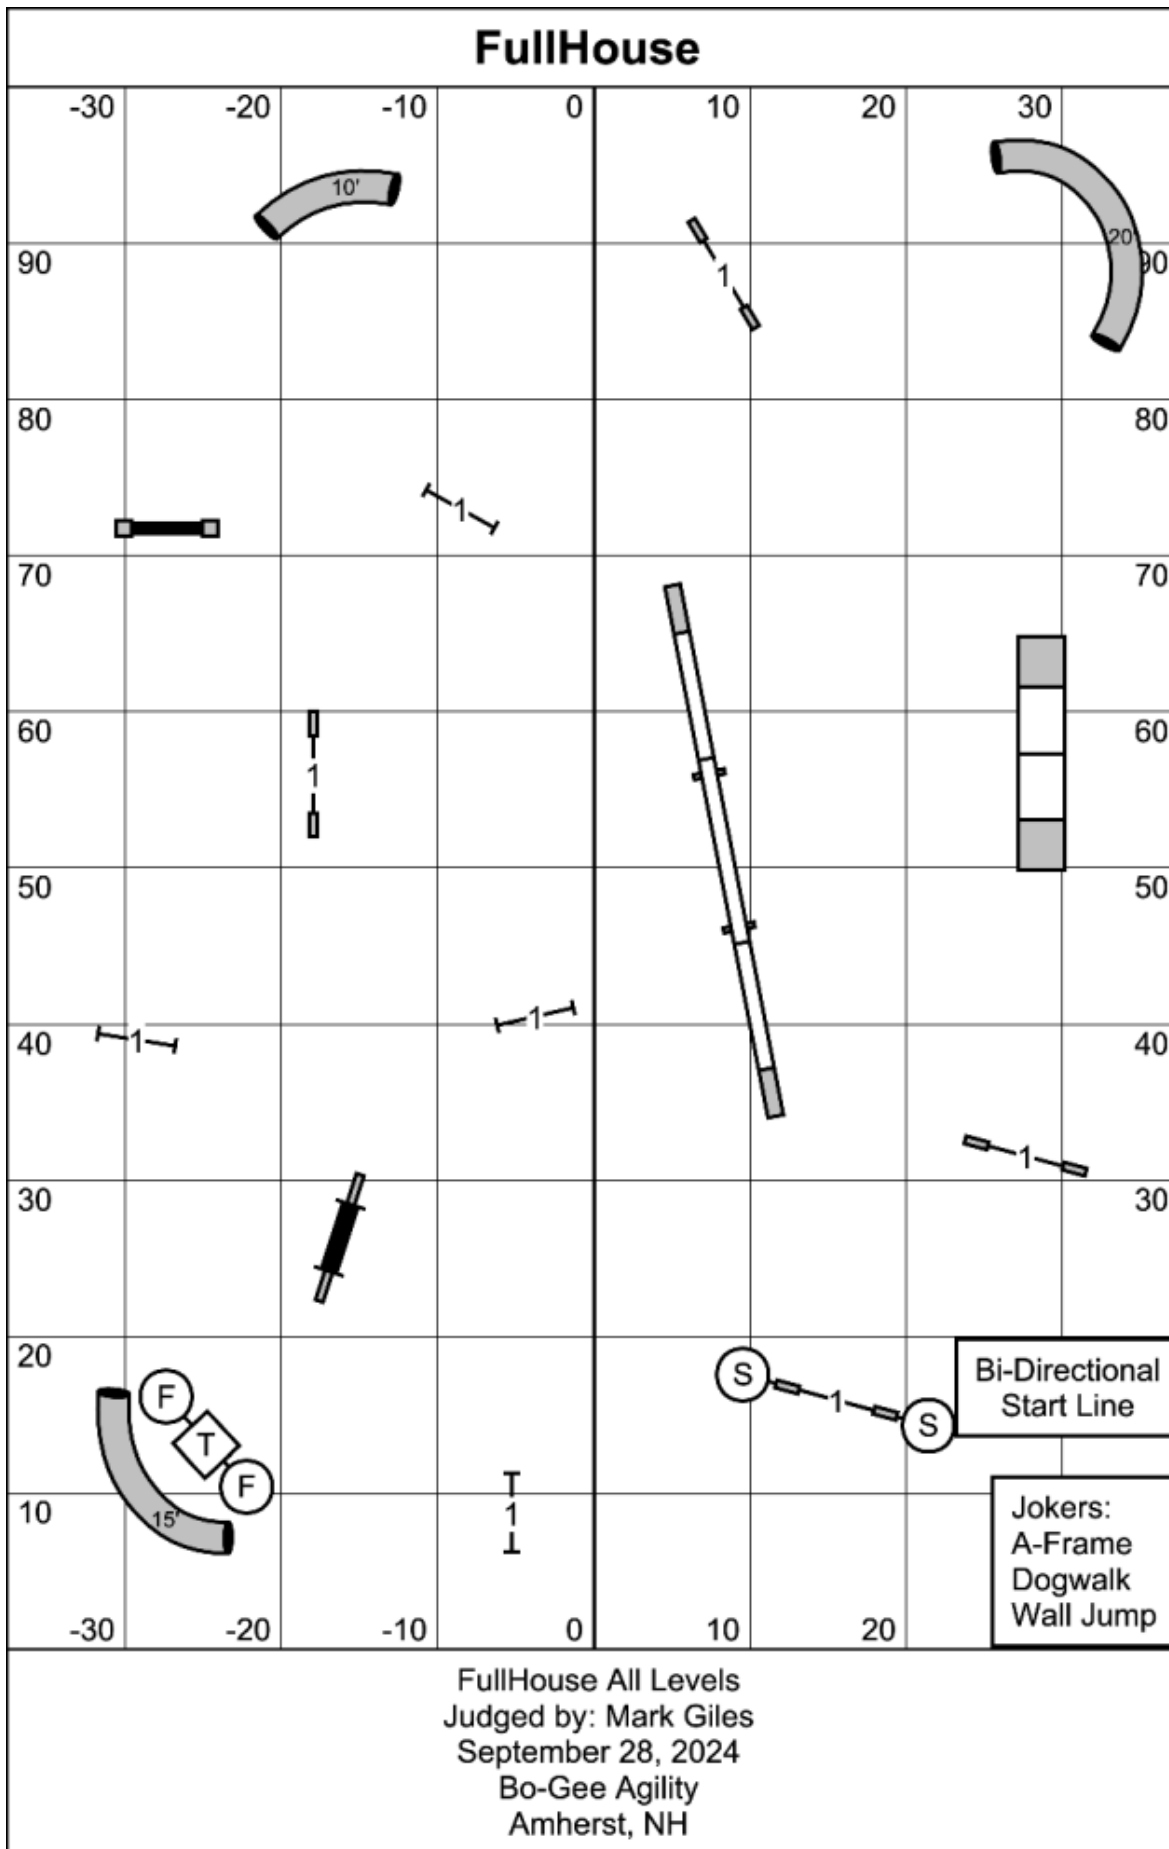 FullHouse
-30 -20 -10 0 10 20 30
10'
20'
90 90
1
80 80
1
70 70
60 60
1
50 50
1 1
40 40
1
30 30
20
F S Bi-Directional
1 Start Line
T S
F
10
15' 1
Jokers:
A-Frame
Dogwalk
Wall Jump
-30 -20 -10 0 10 20
FullHouse All Levels
Judged by: Mark Giles
September 28, 2024
Bo-Gee Agility
Amherst, NH